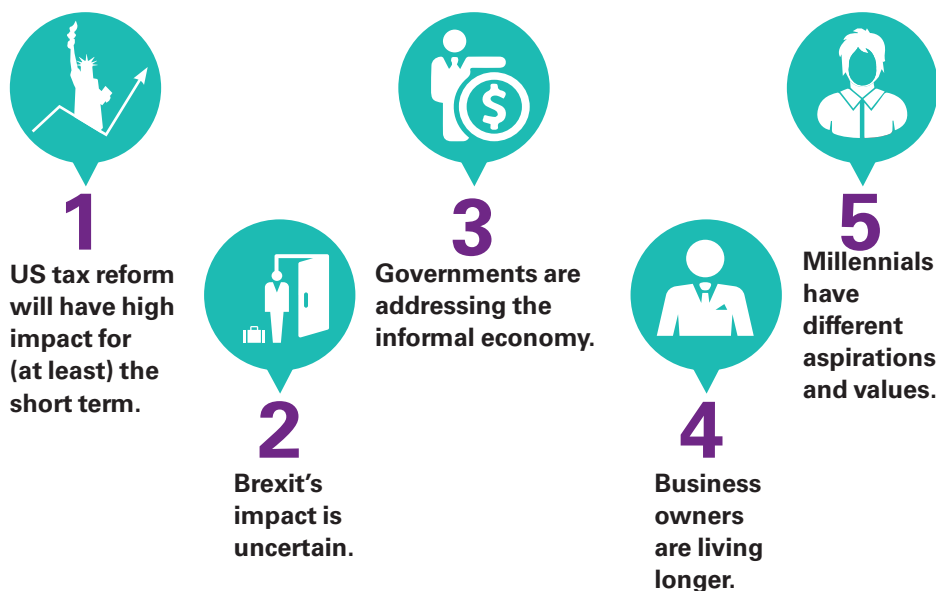 1
US tax reform
will have high
impact for
(at least) the
short term.
2
Brexit's
impact is
uncertain.
3
Governments are
addressing the
informal economy.
$
4
Business
owners
are living
longer.
5
Millennials
have
different
aspirations
and values.